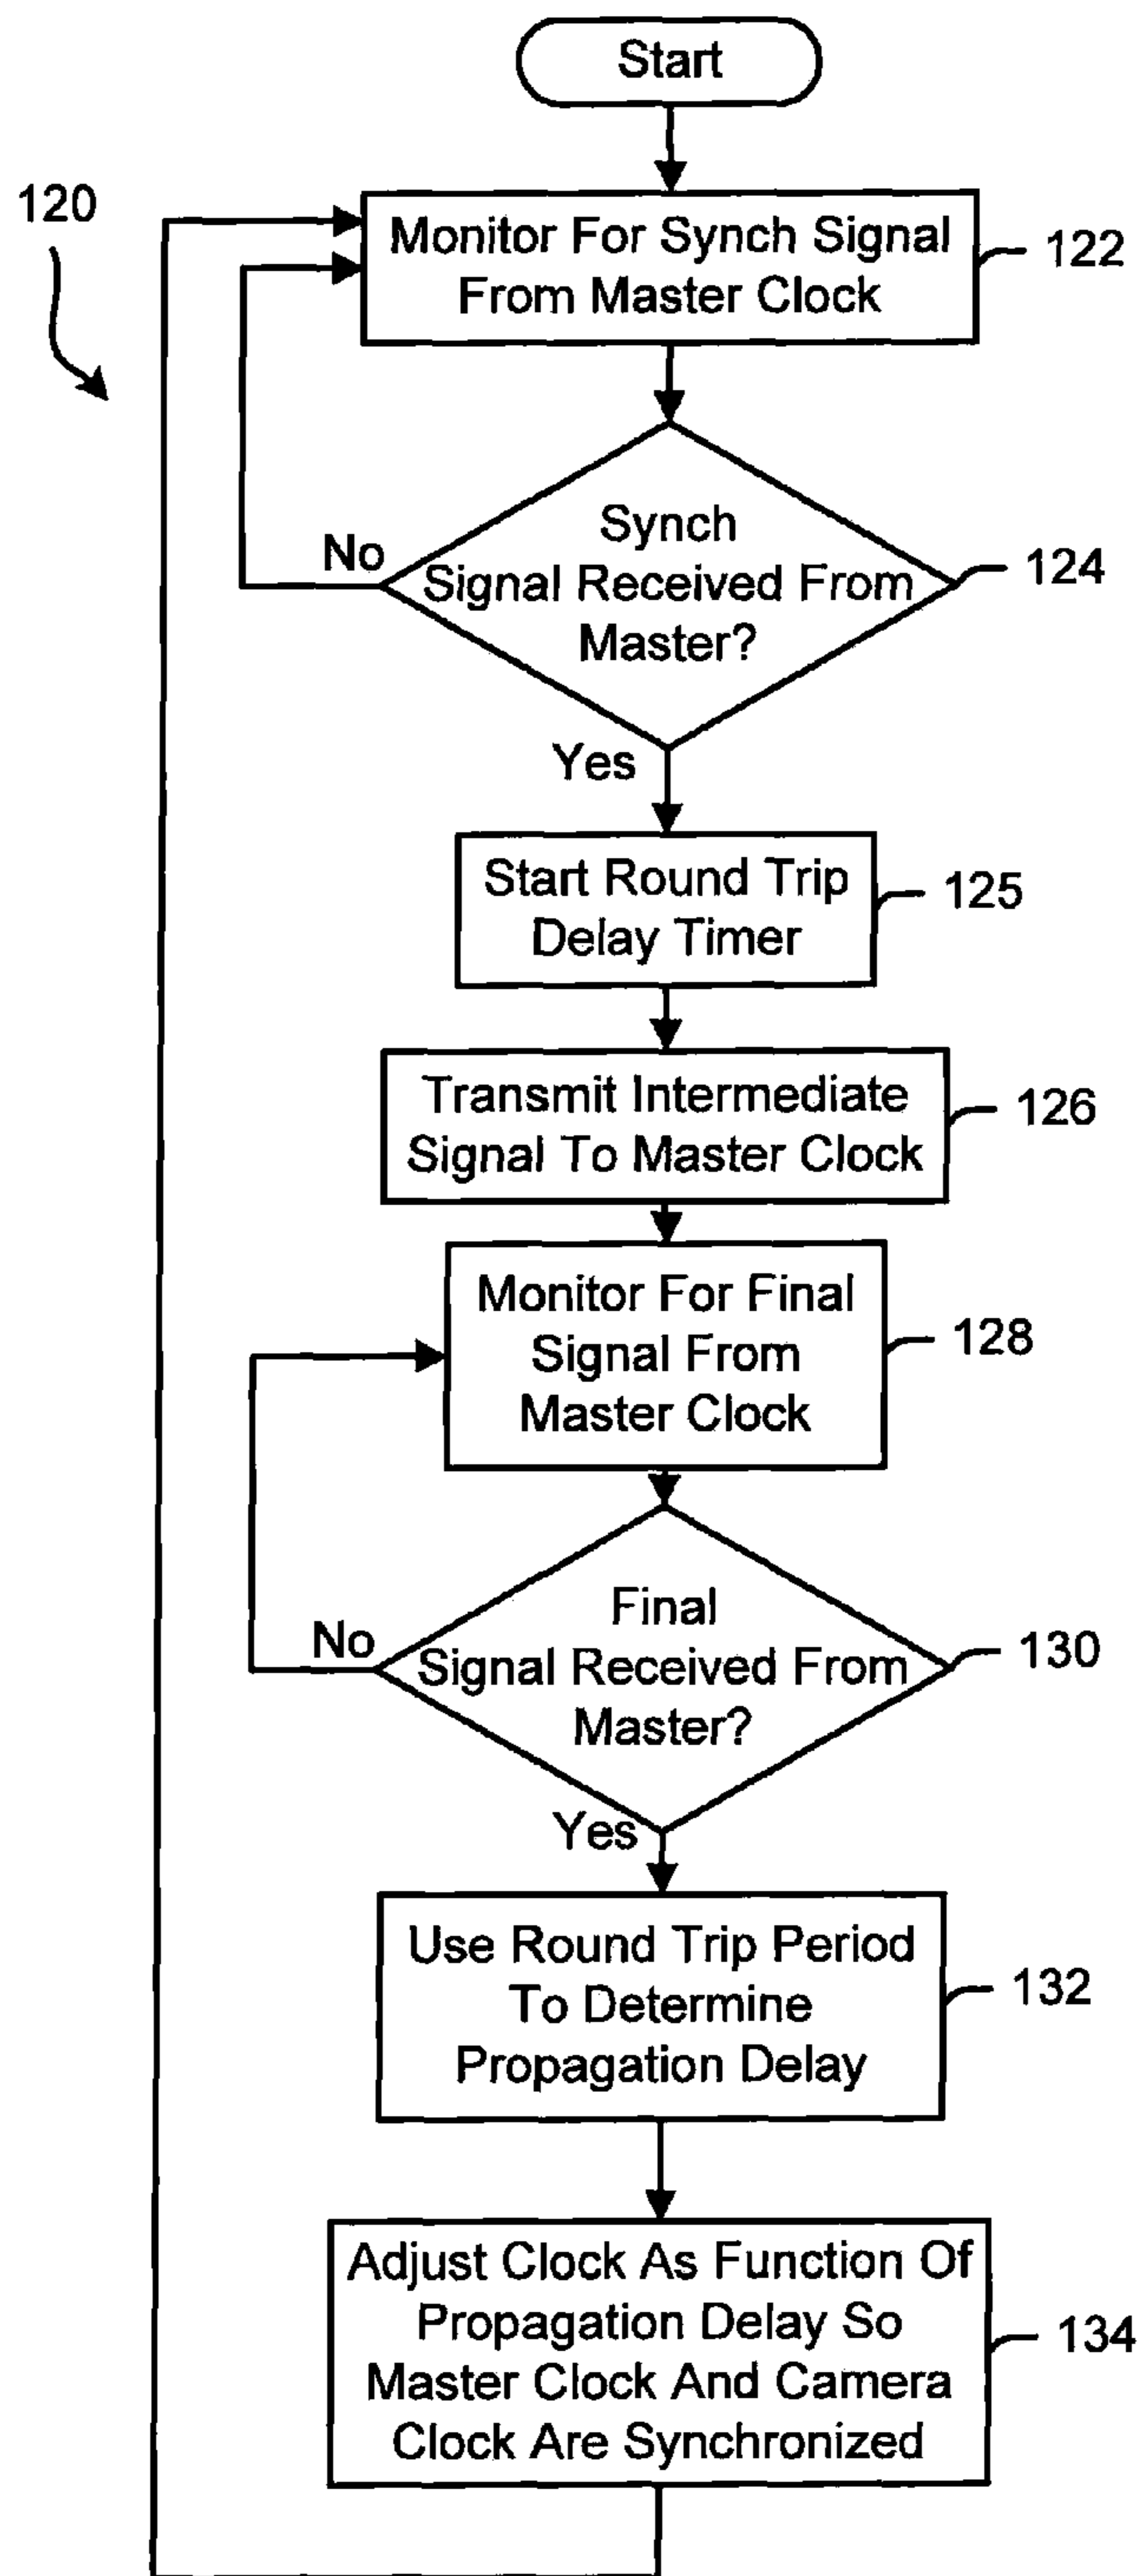 Start
120
Monitor For Synch Signal
From Master Clock
122
Synch
Signal Received From
Master?
124
No
Yes
Start Round Trip
Delay Timer
125
Transmit Intermediate
Signal To Master Clock
126
Monitor For Final
Signal From
Master Clock
128
Final
Signal Received From
Master?
130
No
Yes
Use Round Trip Period
To Determine
Propagation Delay
132
Adjust Clock As Function Of
Propagation Delay So
Master Clock And Camera
Clock Are Synchronized
134